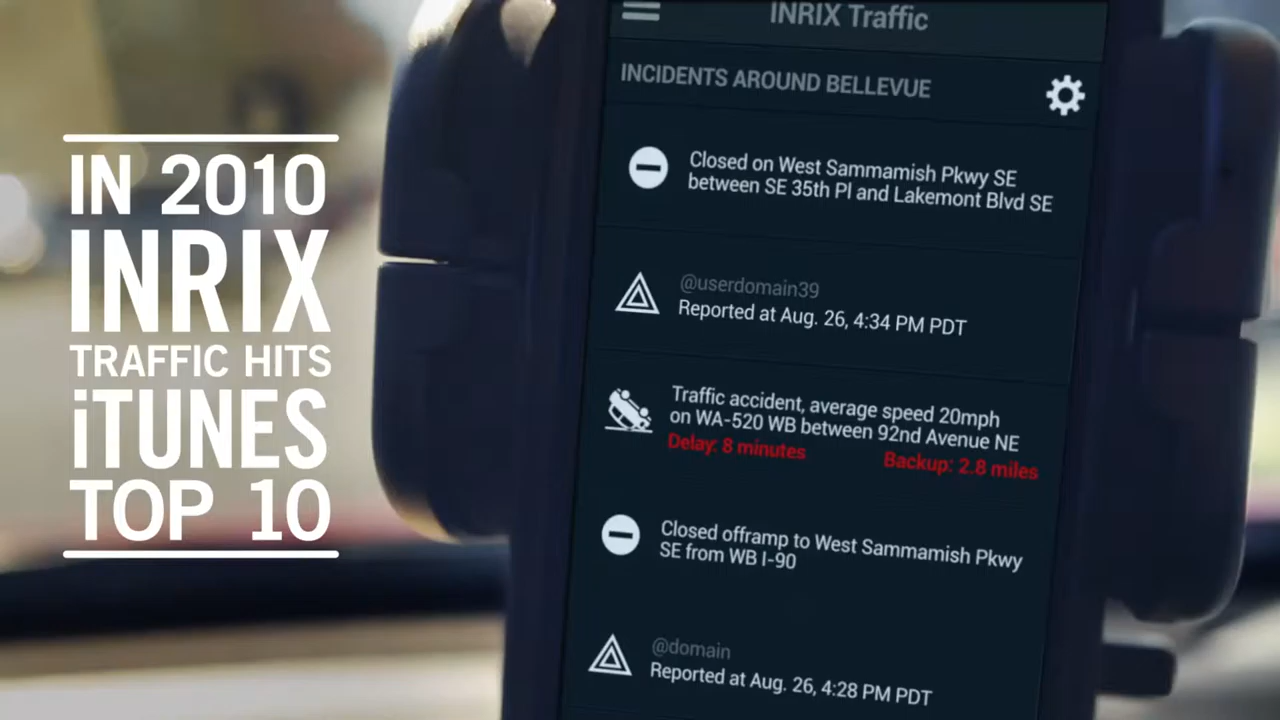 IN 2010
INRIX
TRAFFIC HITS
iTUNES
TOP 10
INRIX Traffic
INCIDENTS AROUND BELLEVUE
Closed on West Sammamish Pkwy SE
between SE 35th Pl and Lakemont Blvd SE
@userdomain39
Reported at Aug. 26, 4:34 PM PDT
Traffic accident, average speed 20mph
on WA-520 WB between 92nd Avenue NE
Delay: 8 minutes Backup: 2.8 miles
Closed offramp to West Sammamish Pkwy
SE from WB I-90
@domain
Reported at Aug. 26, 4:28 PM PDT